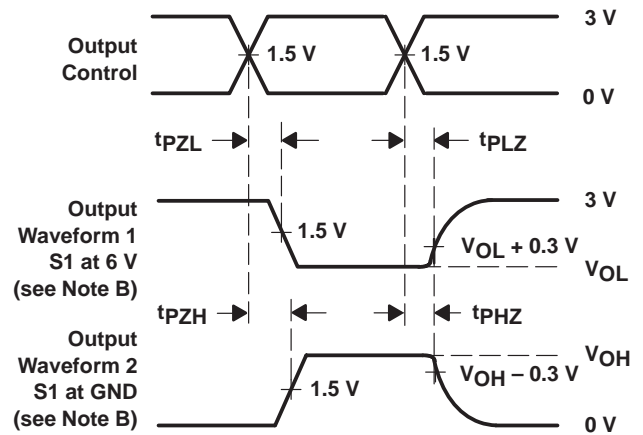 3 V
Output
Control
1.5 V
1.5 V
0 V
tPZL
tPLZ
Output
Waveform 1
S1 at 6 V
(see Note B)
3 V
1.5 V
VOL + 0.3 V
VOL
tPZH
tPHZ
Output
Waveform 2
S1 at GND
(see Note B)
VOH
VOH – 0.3 V
1.5 V
0 V